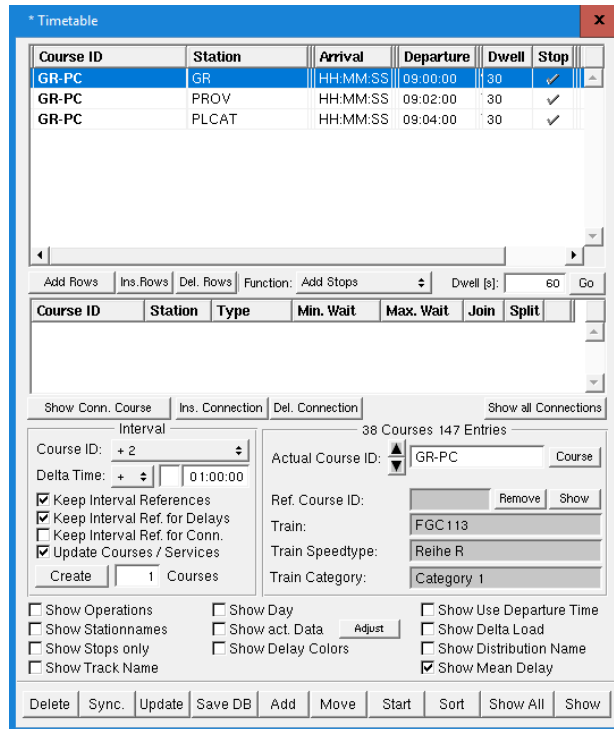 * Timetable x
Course ID Station Arrival Departure Dwell Stop
GR-PC GR HH:MM:SS 09:00:00 30 ✓
GR-PC PROV HH:MM:SS 09:02:00 30 ✓
GR-PC PLCAT HH:MM:SS 09:04:00 30 ✓
Add Rows Ins.Rows Del. Rows Function: Add Stops Dwell [s]: 60 Go
Course ID Station Type Min. Wait Max. Wait Join Split
Show Conn. Course Ins. Connection Del. Connection Show all Connections
Interval
Course ID: + 2
Delta Time: + 01:00:00
Keep Interval References
Keep Interval Ref. for Delays
Keep Interval Ref. for Conn.
Update Courses / Services
Create 1 Courses
38 Courses 147 Entries
Actual Course ID: GR-PC Course
Ref. Course ID: Remove Show
Train: FGC113
Train Speedtype: Reihe R
Train Category: Category 1
Show Operations Show Day Show Use Departure Time
Show Stationnames Show act. Data Adjust Show Delta Load
Show Stops only Show Delay Colors Show Distribution Name
Show Track Name Show Mean Delay
Delete Sync. Update Save DB Add Move Start Sort Show All Show